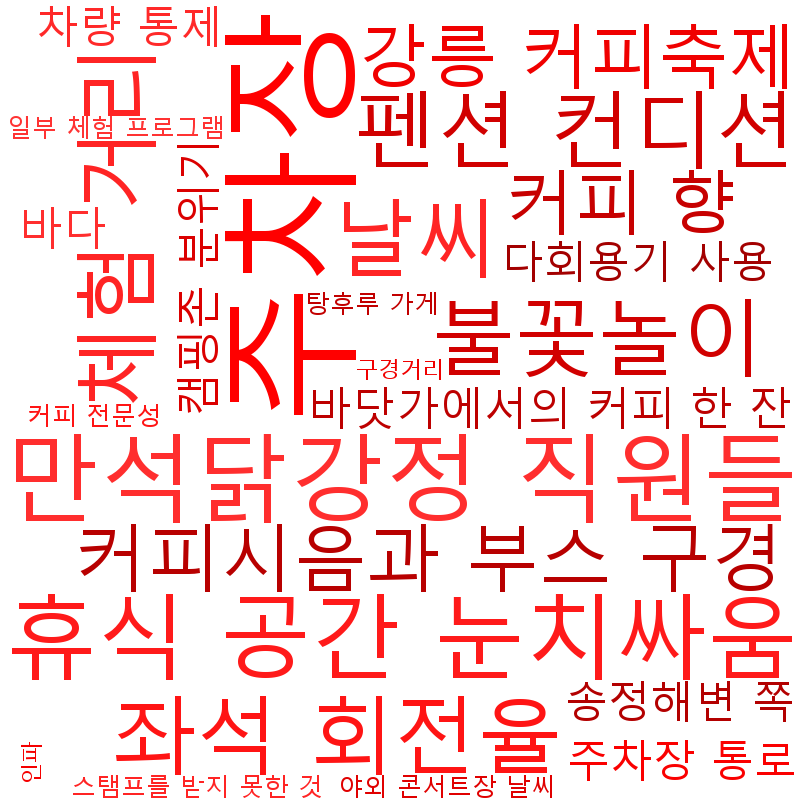 차량 통제
강릉 커피축제
주차장
체험 거리
펜션 컨디션
일부 체험 프로그램
캠핑존 분위기
커피 향
날씨
바다
다회용기 사용
탕후루 가게
불꽃놀이
구경거리
바닷가에서의 커피 한 잔
커피 전문성
만석닭강정 직원들
커피시음과 부스 구경
휴식 공간 눈치싸움
송정해변 쪽
좌석 회전율
주차장 통로
인파
스탬프를 받지 못한 것
야외 콘서트장 날씨